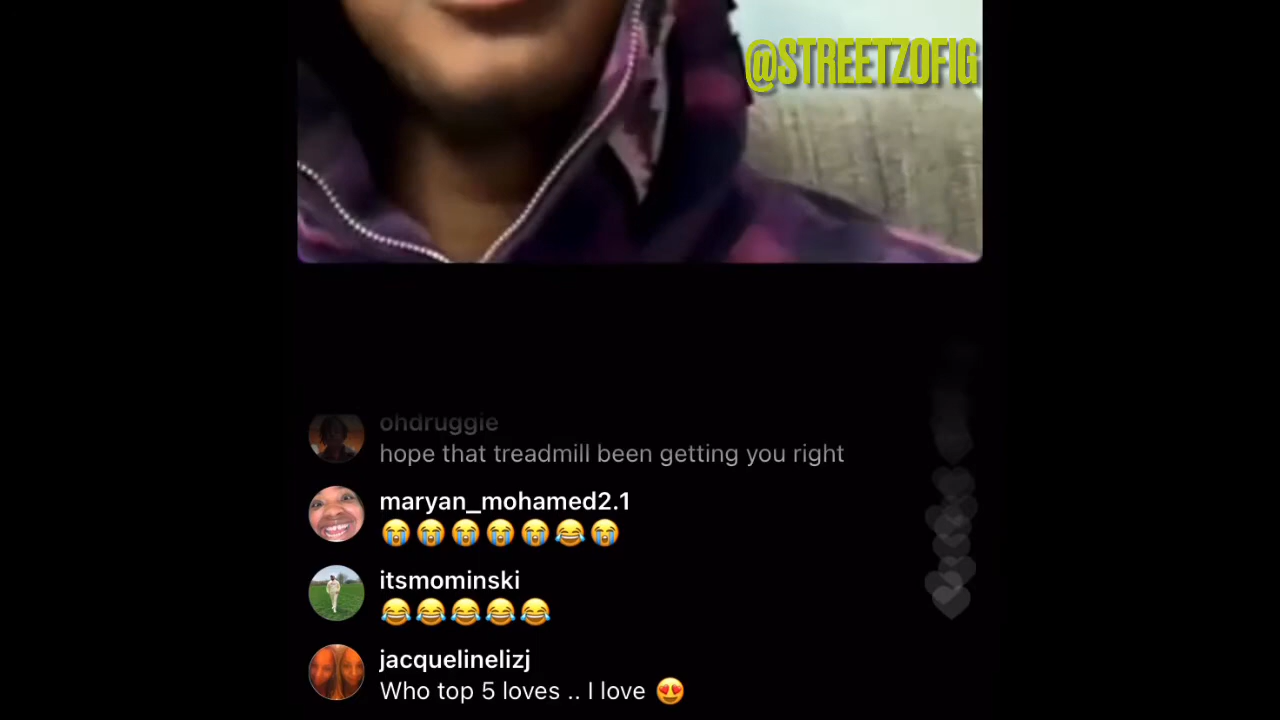 @STREETZOFIG
ohdruggie
hope that treadmill been getting you right
maryan_mohamed2.1
😭😭😭😭😭😂😭
itsmominski
😂😂😂😂😂
jacquelinelizj
Who top 5 loves .. I love 😍